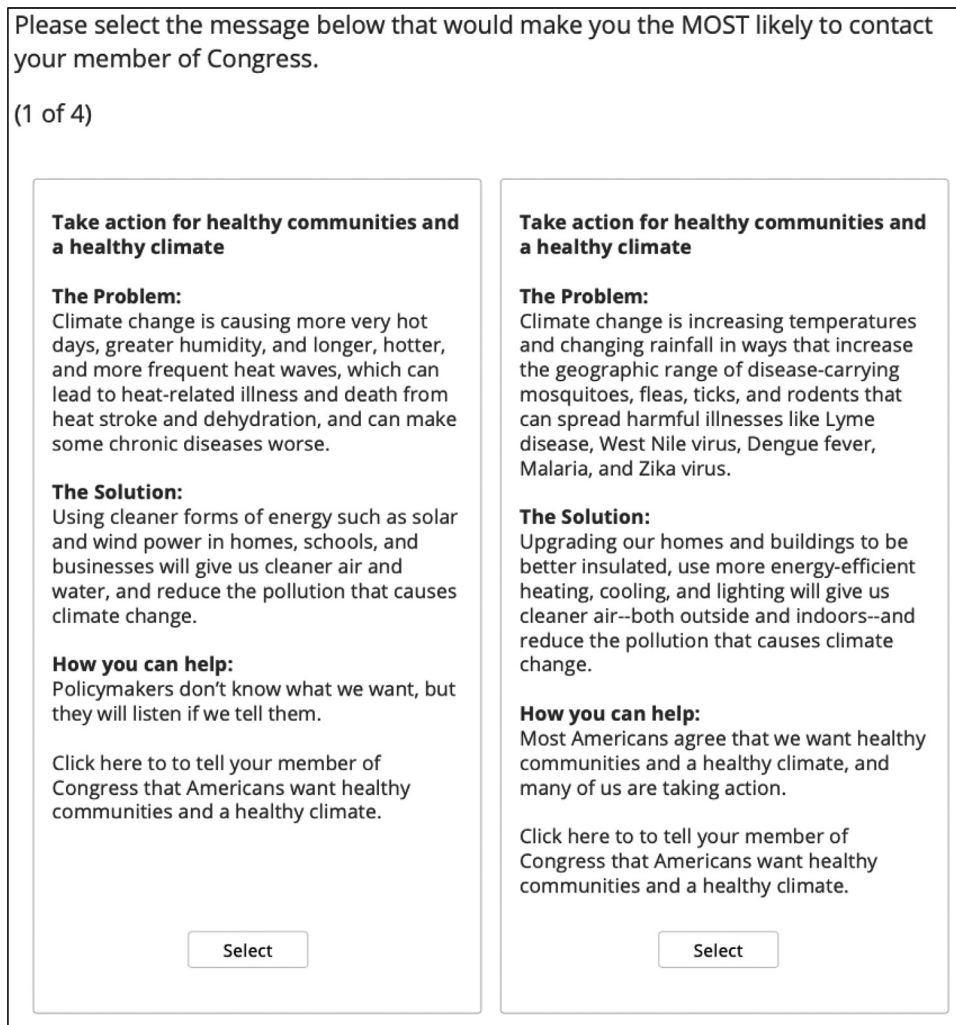 Please select the message below that would make you the MOST likely to contact
your member of Congress.
(1 of 4)
Take action for healthy communities and
a healthy climate
The Problem:
Climate change is causing more very hot
days, greater humidity, and longer, hotter,
and more frequent heat waves, which can
lead to heat-related illness and death from
heat stroke and dehydration, and can make
some chronic diseases worse.
The Solution:
Using cleaner forms of energy such as solar
and wind power in homes, schools, and
businesses will give us cleaner air and
water, and reduce the pollution that causes
climate change.
How you can help:
Policymakers don’t know what we want, but
they will listen if we tell them.
Click here to to tell your member of
Congress that Americans want healthy
communities and a healthy climate.
Select
Take action for healthy communities and
a healthy climate
The Problem:
Climate change is increasing temperatures
and changing rainfall in ways that increase
the geographic range of disease-carrying
mosquitoes, fleas, ticks, and rodents that
can spread harmful illnesses like Lyme
disease, West Nile virus, Dengue fever,
Malaria, and Zika virus.
The Solution:
Upgrading our homes and buildings to be
better insulated, use more energy-efficient
heating, cooling, and lighting will give us
cleaner air--both outside and indoors--and
reduce the pollution that causes climate
change.
How you can help:
Most Americans agree that we want healthy
communities and a healthy climate, and
many of us are taking action.
Click here to to tell your member of
Congress that Americans want healthy
communities and a healthy climate.
Select